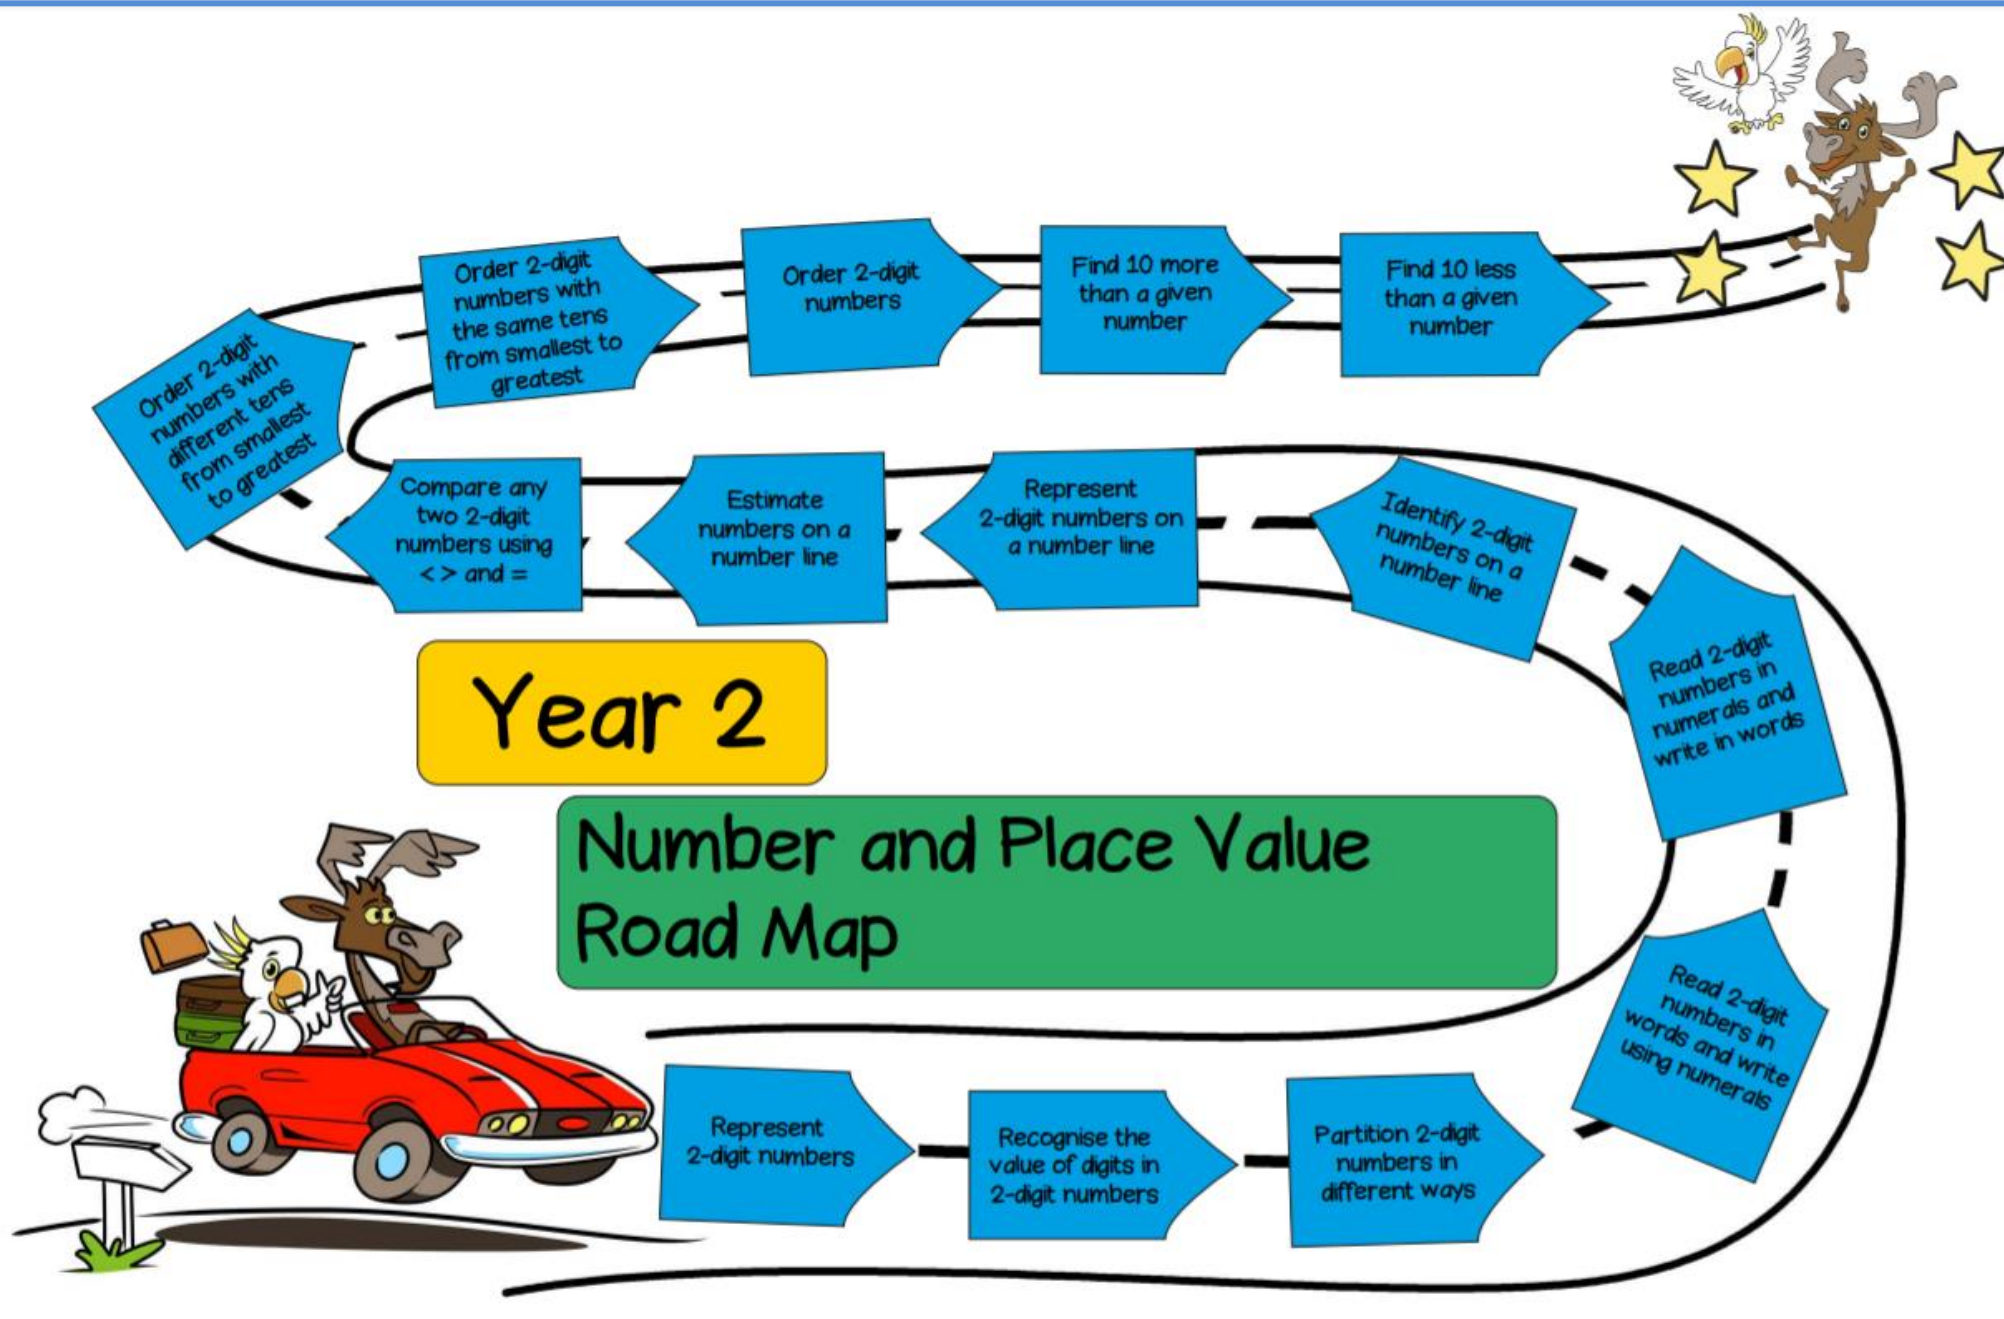 Order 2-digit
numbers with
different tens
from smallest
to greatest
Order 2-digit
numbers with
the same tens
from smallest to
greatest
Order 2-digit
numbers
Find 10 more
than a given
number
Find 10 less
than a given
number
Compare any
two 2-digit
numbers using
< > and =
Estimate
numbers on a
number line
Represent
2-digit numbers on
a number line
Identify 2-digit
numbers on a
number line
Read 2-digit
numbers in
numerals and
write in words
Year 2
Number and Place Value
Road Map
Read 2-digit
numbers in
words and write
using numerals
Represent
2-digit numbers
Recognise the
value of digits in
2-digit numbers
Partition 2-digit
numbers in
different ways